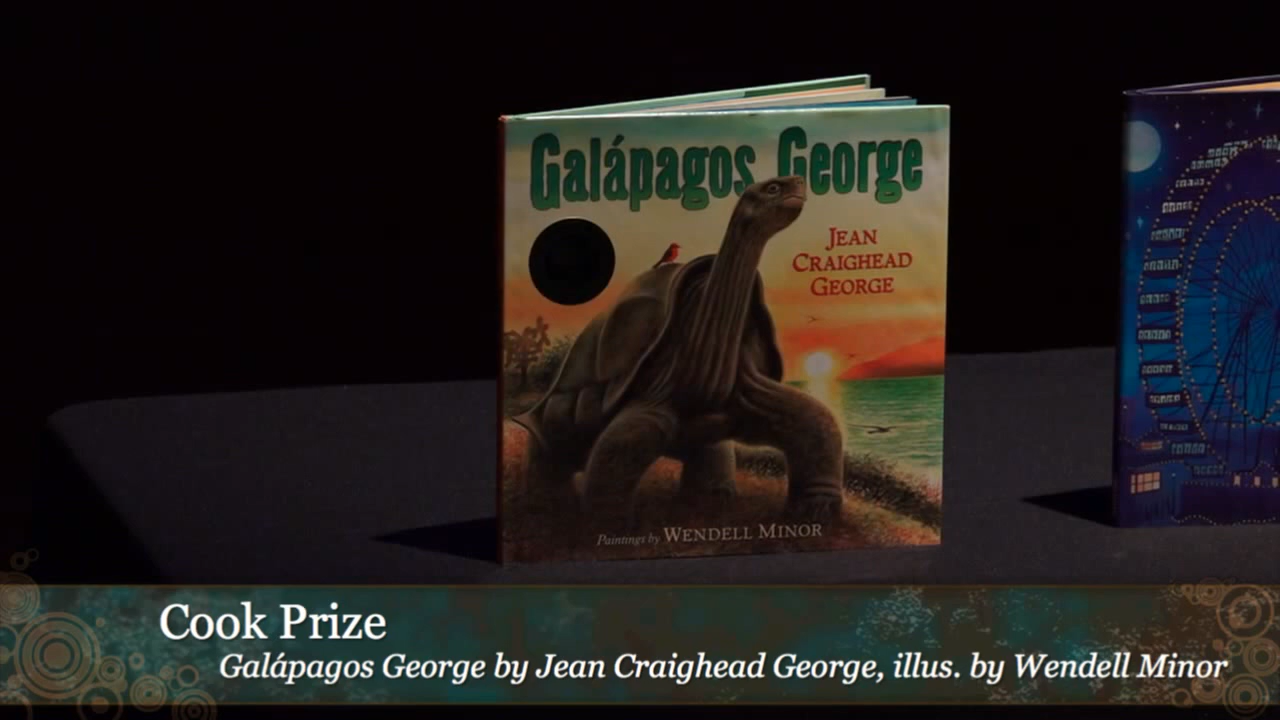 Galápagos George
JEAN
CRAIGHEAD
GEORGE
Paintings by WENDELL MINOR
Cook Prize
Galápagos George by Jean Craighead George, illus. by Wendell Minor